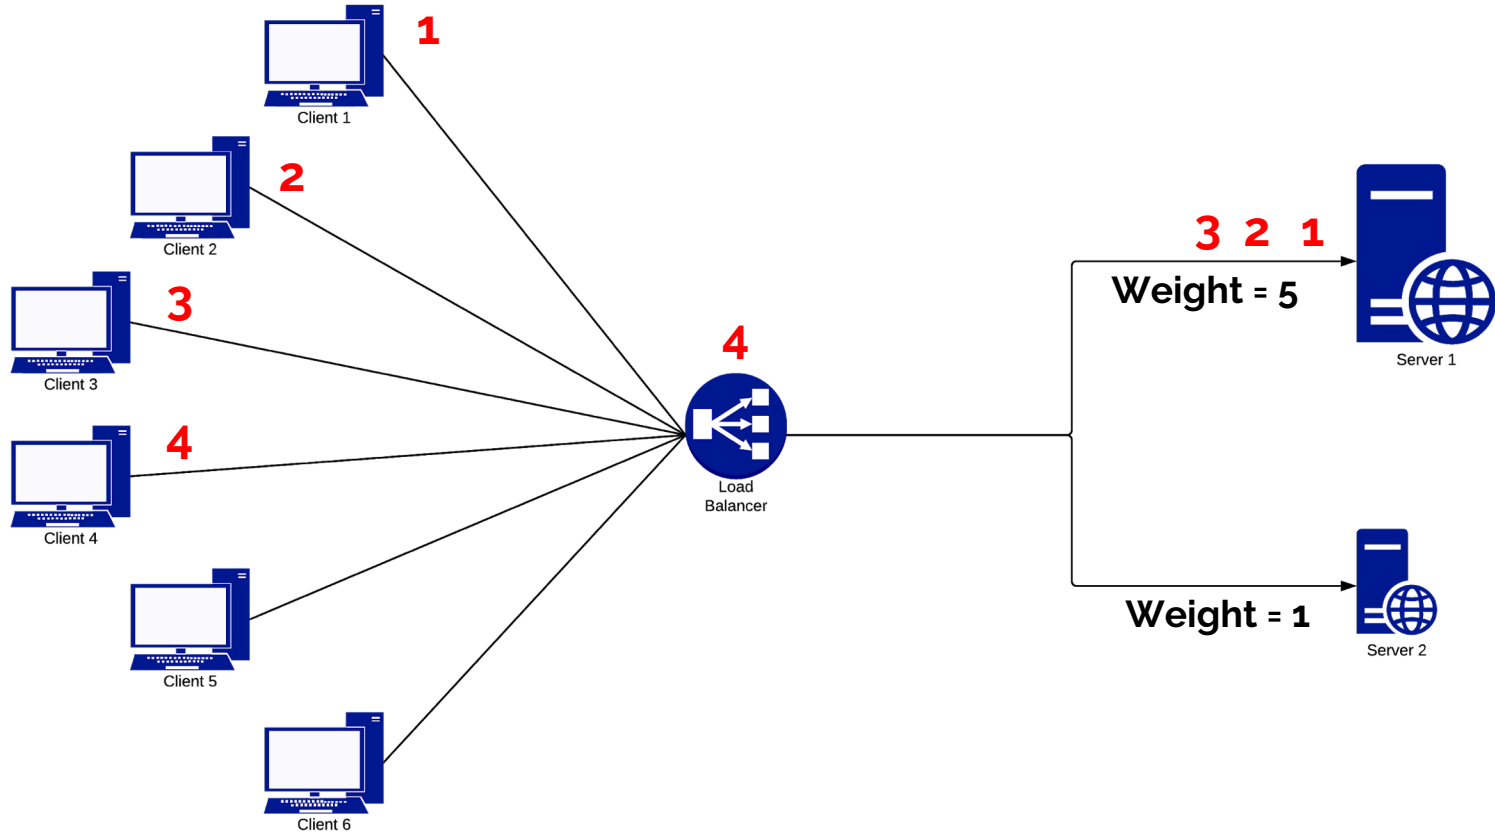 1
Client 1
2
Client 2
3
Client 3
4
Client 4
Client 5
Client 6
4
Load
Balancer
3 2 1
Weight = 5
Server 1
Weight = 1
Server 2